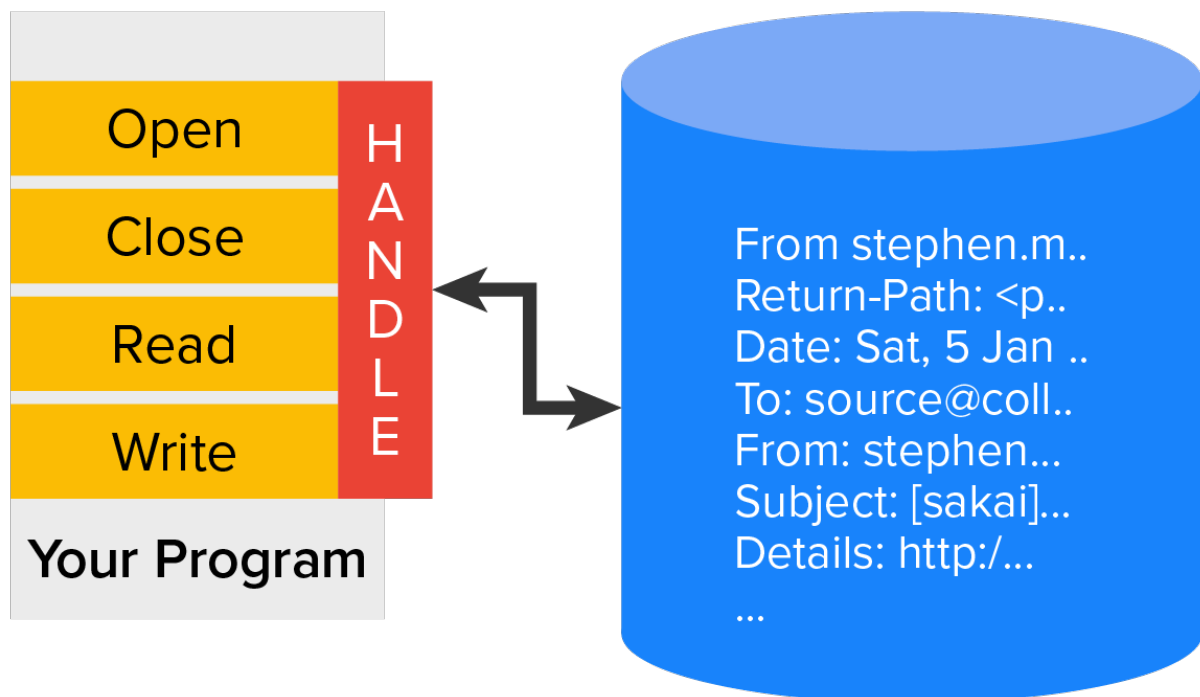 Open
Close
Read
Write
Your Program
HANDLE
From stephen.m..
Return-Path: <p..
Date: Sat, 5 Jan ..
To: source@coll..
From: stephen...
Subject: [sakai]...
Details: http:/...
...